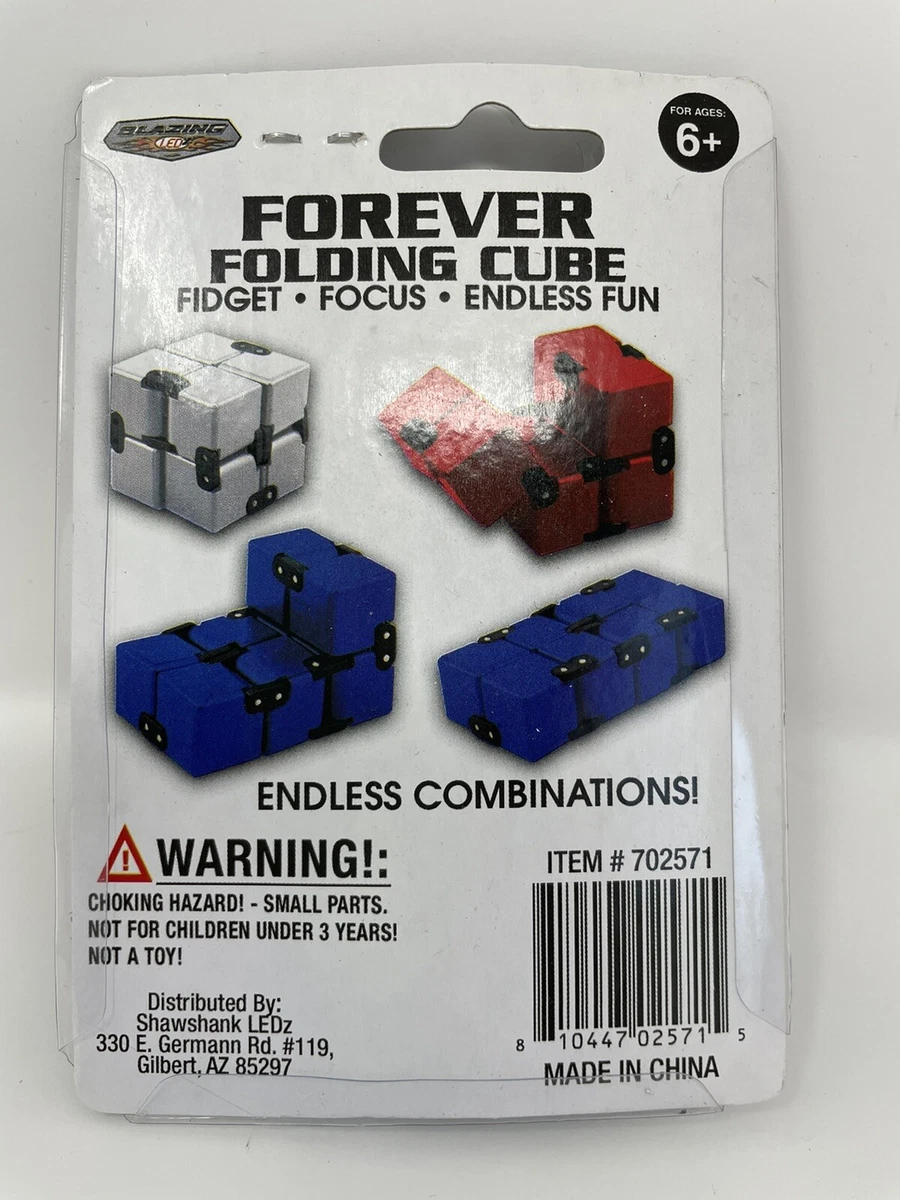 BLAZING
LEDz
FOR AGES:
6+
FOREVER
FOLDING CUBE
FIDGET • FOCUS • ENDLESS FUN
ENDLESS COMBINATIONS!
WARNING!:
CHOKING HAZARD! - SMALL PARTS.
NOT FOR CHILDREN UNDER 3 YEARS!
NOT A TOY!
Distributed By:
Shawshank LEDz
330 E. Germann Rd. #119,
Gilbert, AZ 85297
ITEM # 702571
8 10447 02571 5
MADE IN CHINA